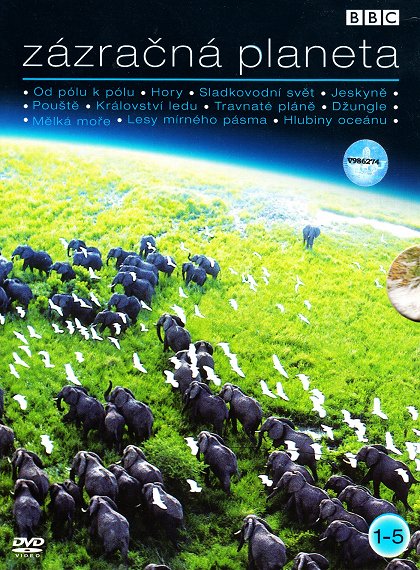 BBC
zázračná planeta
• Od pólu k pólu • Hory • Sladkovodní svět • Jeskyně
• Pouště • Království ledu • Travnaté pláně • Džungle •
• Mělká moře • Lesy mírného pásma • Hlubiny oceánu •
V986274
DVD
VIDEO
1-5